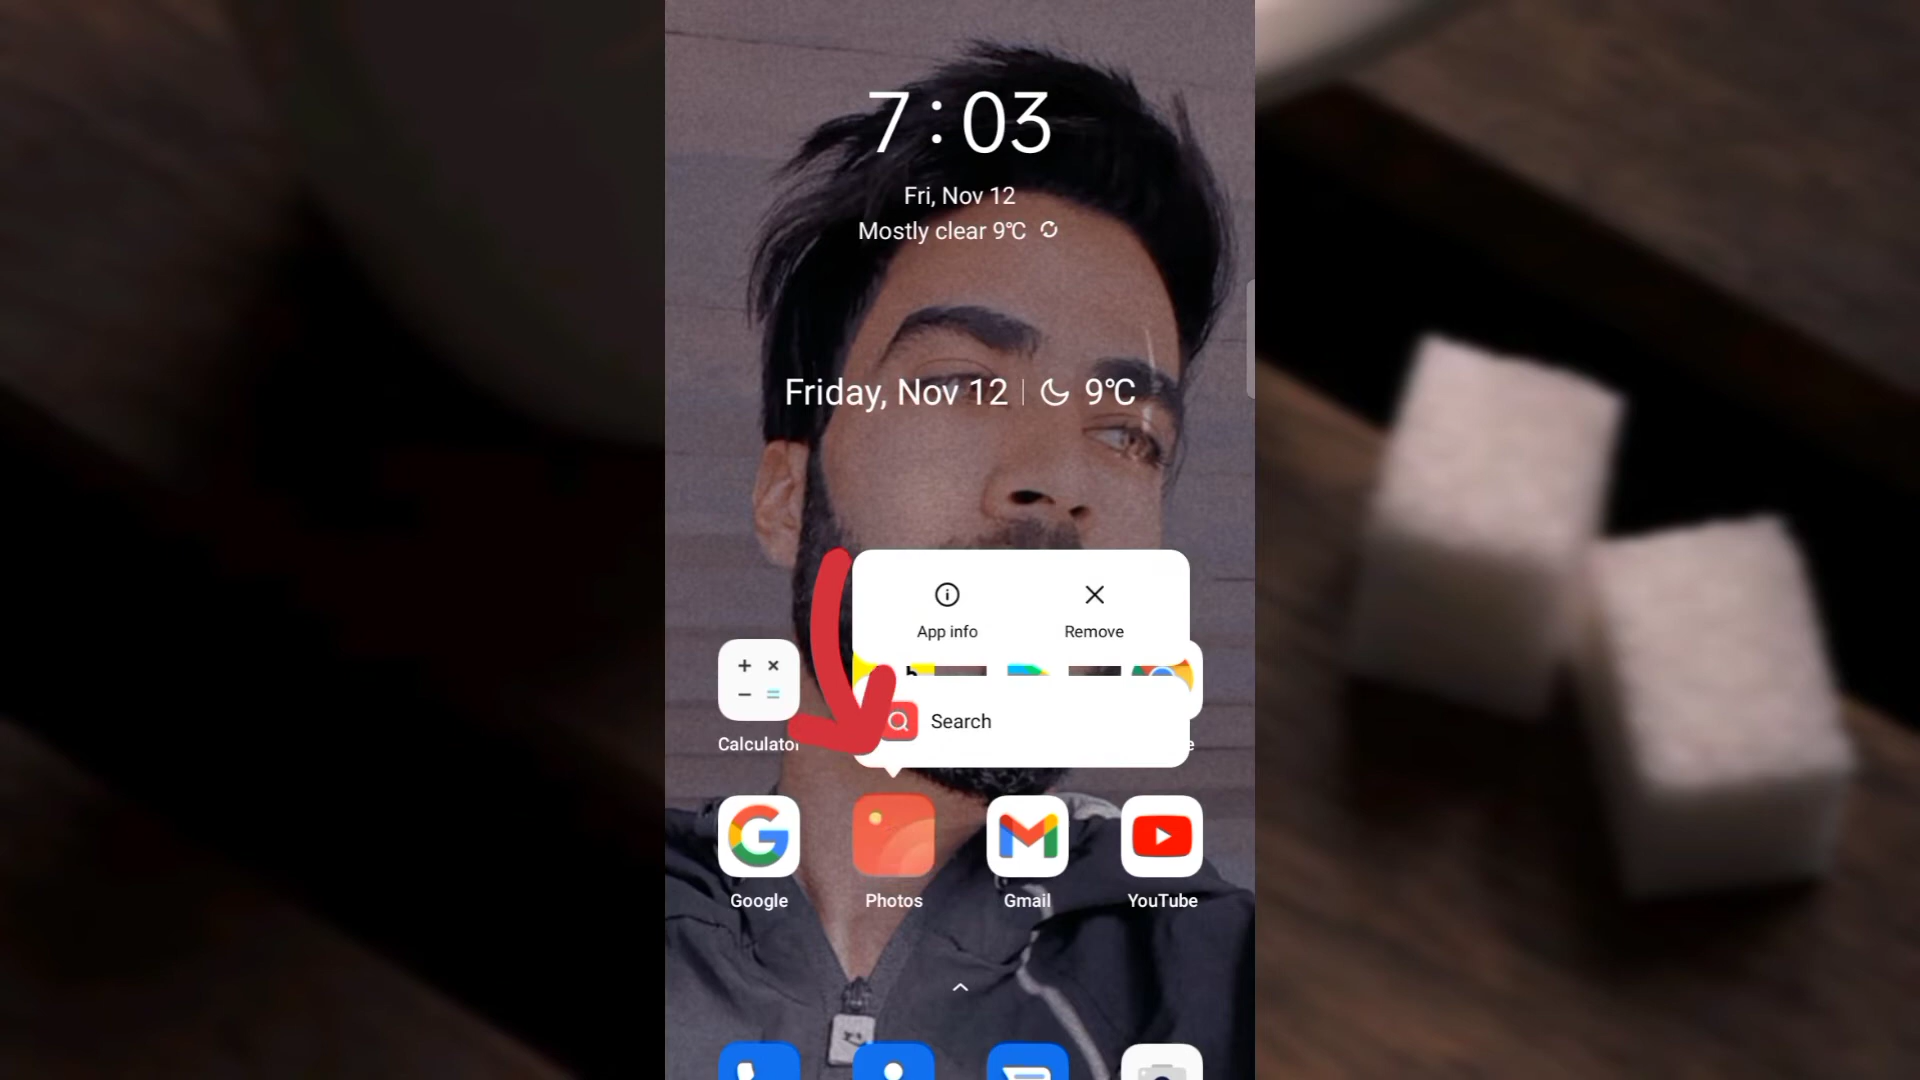 7:03
Fri, Nov 12
Mostly clear 9°C
Friday, Nov 12 | 9°C
App info
Remove
Search
Calculator
Google
Photos
Gmail
YouTube